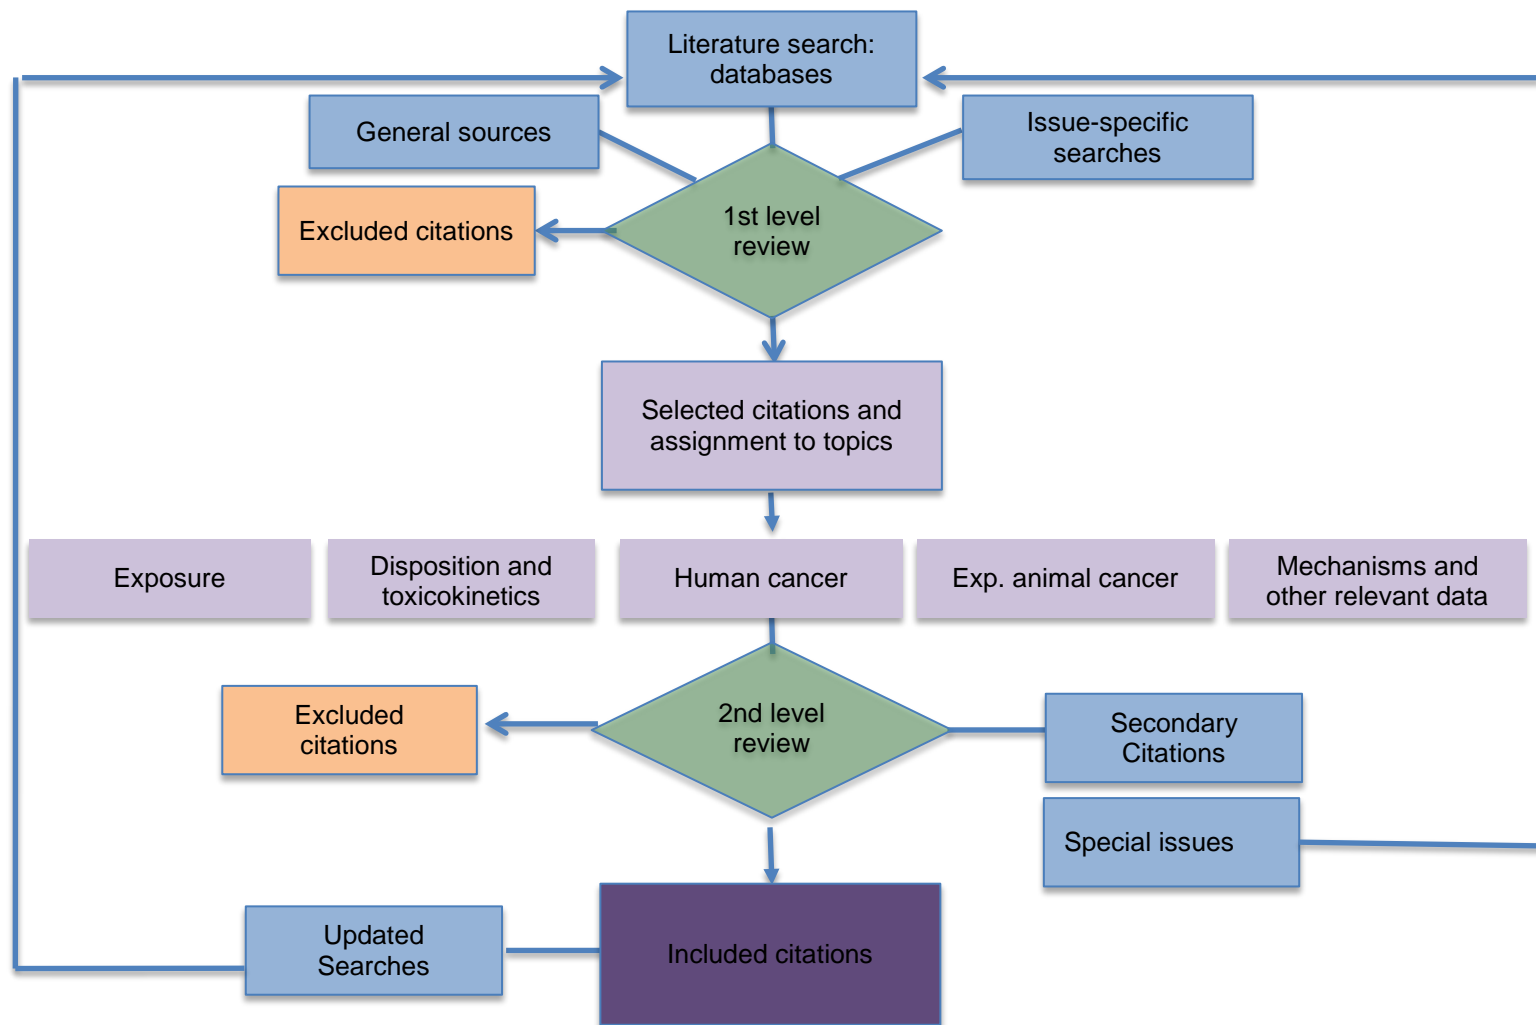 Literature search:
databases
General sources
Issue-specific
searches
Excluded citations
1st level
review
Selected citations and
assignment to topics
Exposure
Disposition and
toxicokinetics
Human cancer
Exp. animal cancer
Mechanisms and
other relevant data
Excluded
citations
2nd level
review
Secondary
Citations
Special issues
Updated
Searches
Included citations